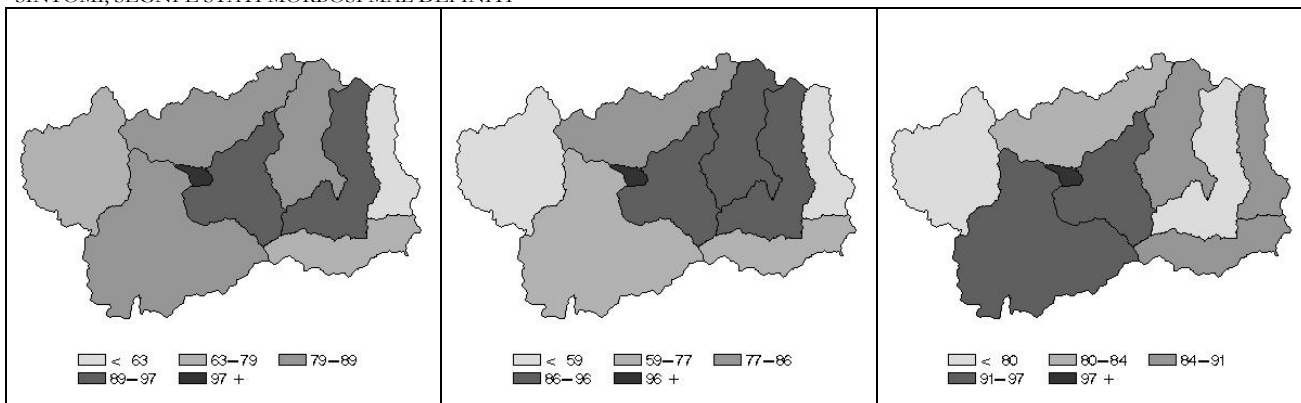 SINTOMI, SEGNI E STATI MORBOSI MAL DEFINITI
< 63 63–79 79–89
89–97 97 +
< 59 59–77 77–86
86–96 96 +
< 80 80–84 84–91
91–97 97 +